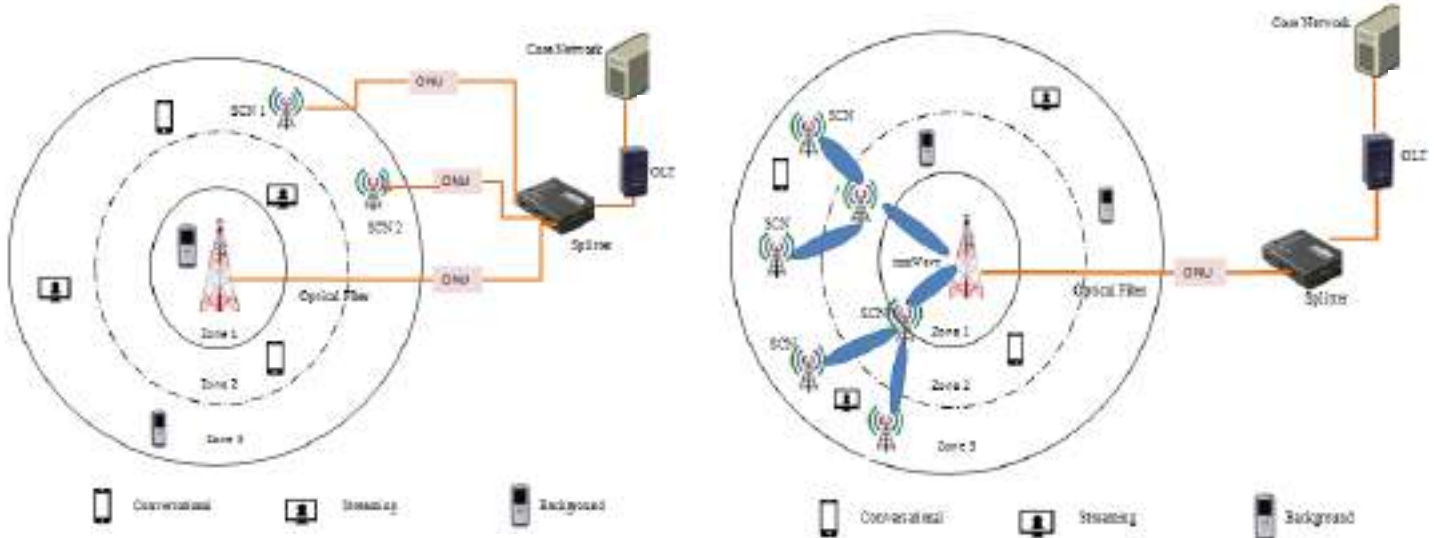 Core Network
ONU
SCN 1
ONU
OLT
SCN 2
Splitter
ONU
Optical Fiber
Zone 1
Zone 2
Zone 3
Conversational
Streaming
Background
Core Network
SCN
OLT
mmWave
ONU
Optical Fiber
Splitter
SCN
Zone 1
SCN
Zone 2
Zone 3
Conversational
Streaming
Background